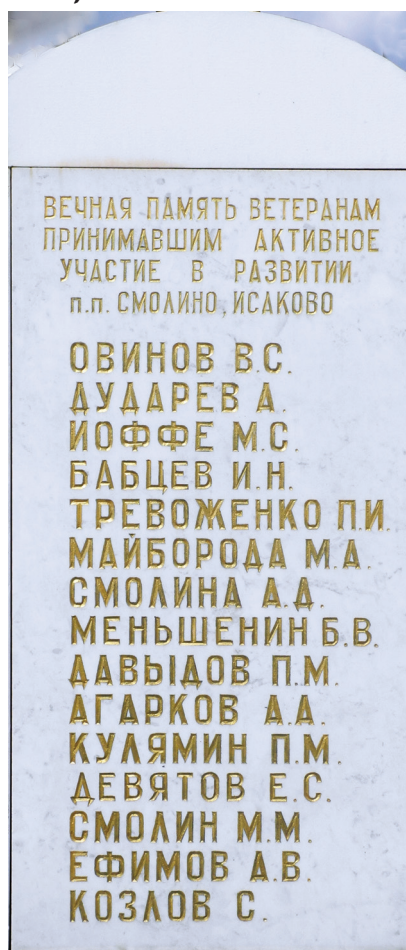 ВЕЧНАЯ ПАМЯТЬ ВЕТЕРАНАМ
ПРИНИМАВШИМ АКТИВНОЕ
УЧАСТИЕ В РАЗВИТИИ
п.п. СМОЛИНО, ИСАКОВО
ОВИНОВ В.С.
ДУДАРЕВ А.
ИОФФЕ М.С.
БАБЦЕВ И.Н.
ТРЕВОЖЕНКО П.И.
МАЙБОРОДА М.А.
СМОЛИНА А.Д.
МЕНЬШЕНИН Б.В.
ДАВЫДОВ П.М.
АГАРКОВ А.А.
КУЛЯМИН П.М.
ДЕВЯТОВ Е.С.
СМОЛИН М.М.
ЕФИМОВ А.В.
КОЗЛОВ С.